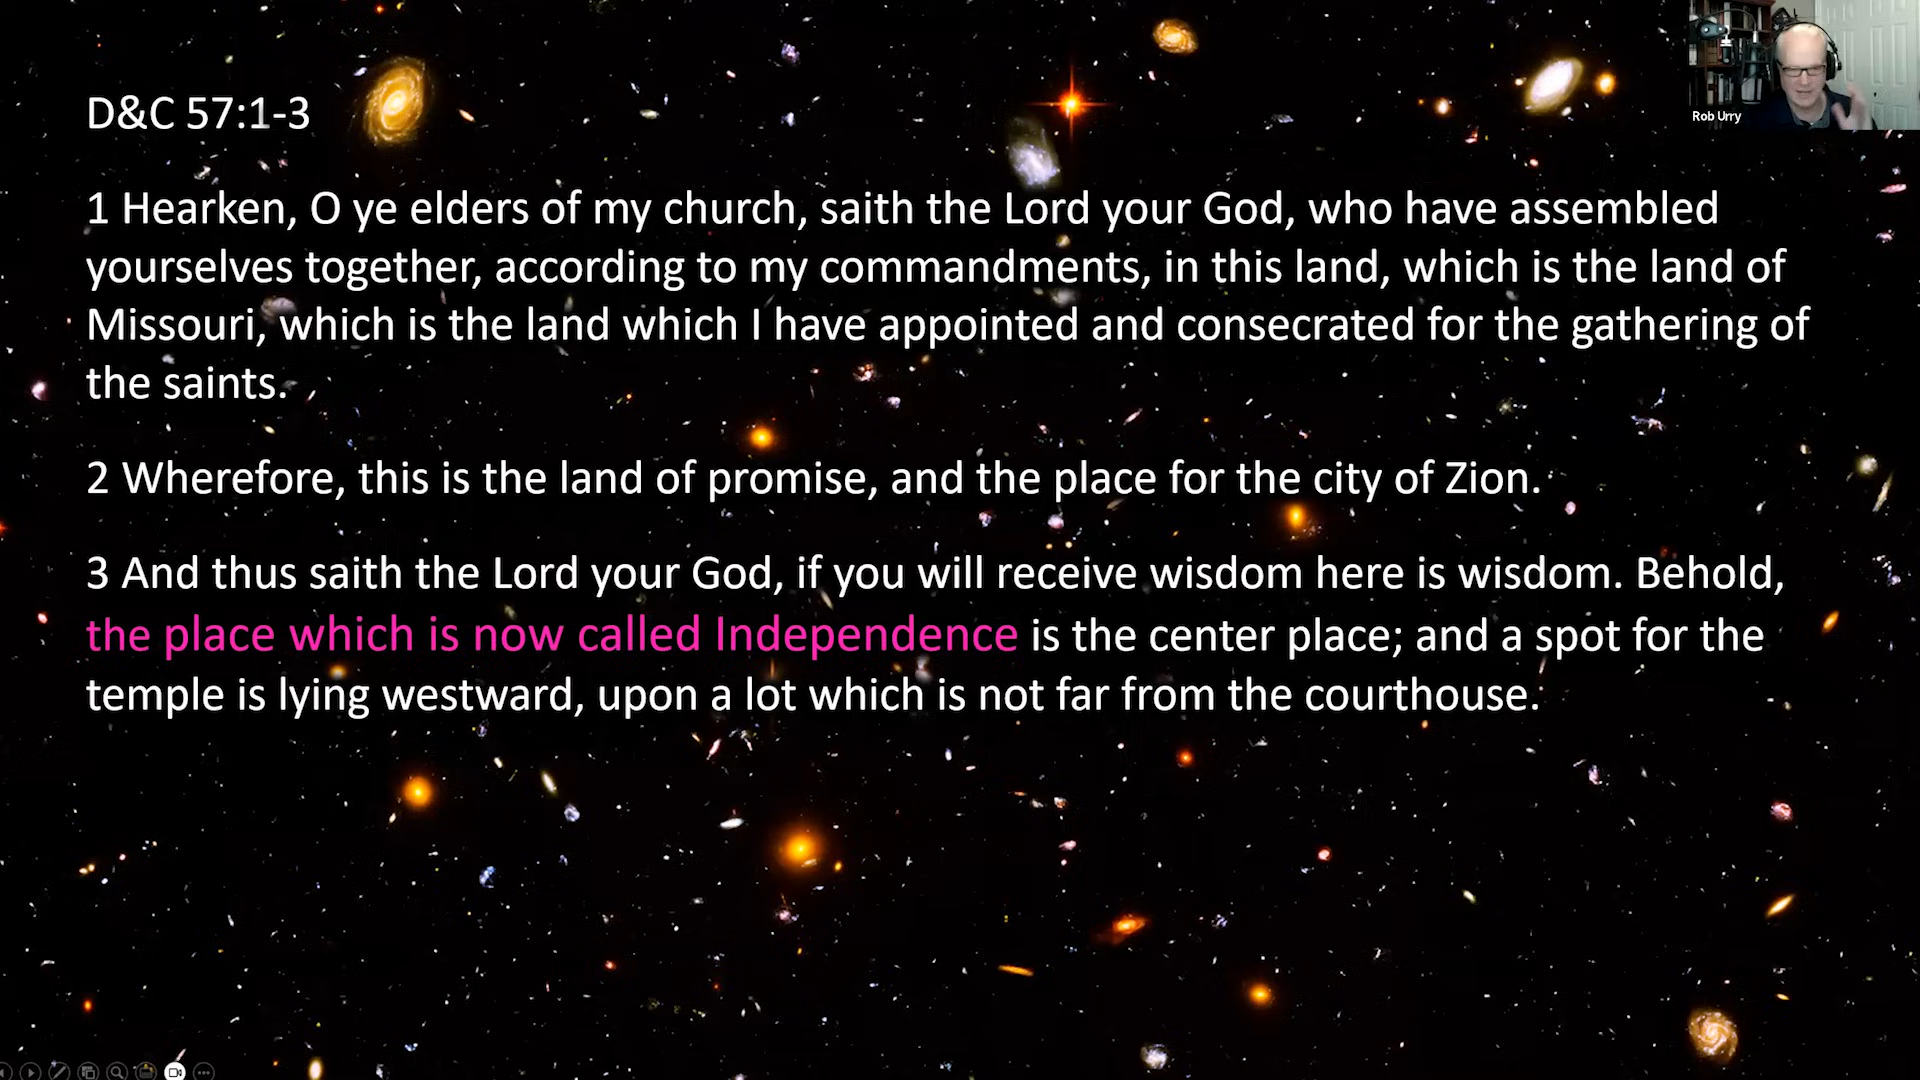 Rob Urry
D&C 57:1-3
1 Hearken, O ye elders of my church, saith the Lord your God, who have assembled
yourselves together, according to my commandments, in this land, which is the land of
Missouri, which is the land which I have appointed and consecrated for the gathering of
the saints.
2 Wherefore, this is the land of promise, and the place for the city of Zion.
3 And thus saith the Lord your God, if you will receive wisdom here is wisdom. Behold,
the place which is now called Independence is the center place; and a spot for the
temple is lying westward, upon a lot which is not far from the courthouse.